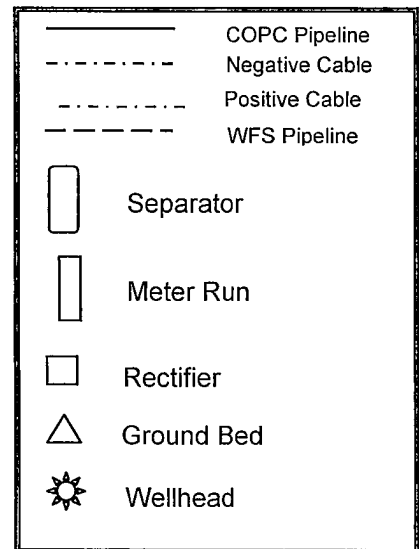 COPC Pipeline
Negative Cable
Positive Cable
WFS Pipeline
Separator
Meter Run
Rectifier
Ground Bed
Wellhead